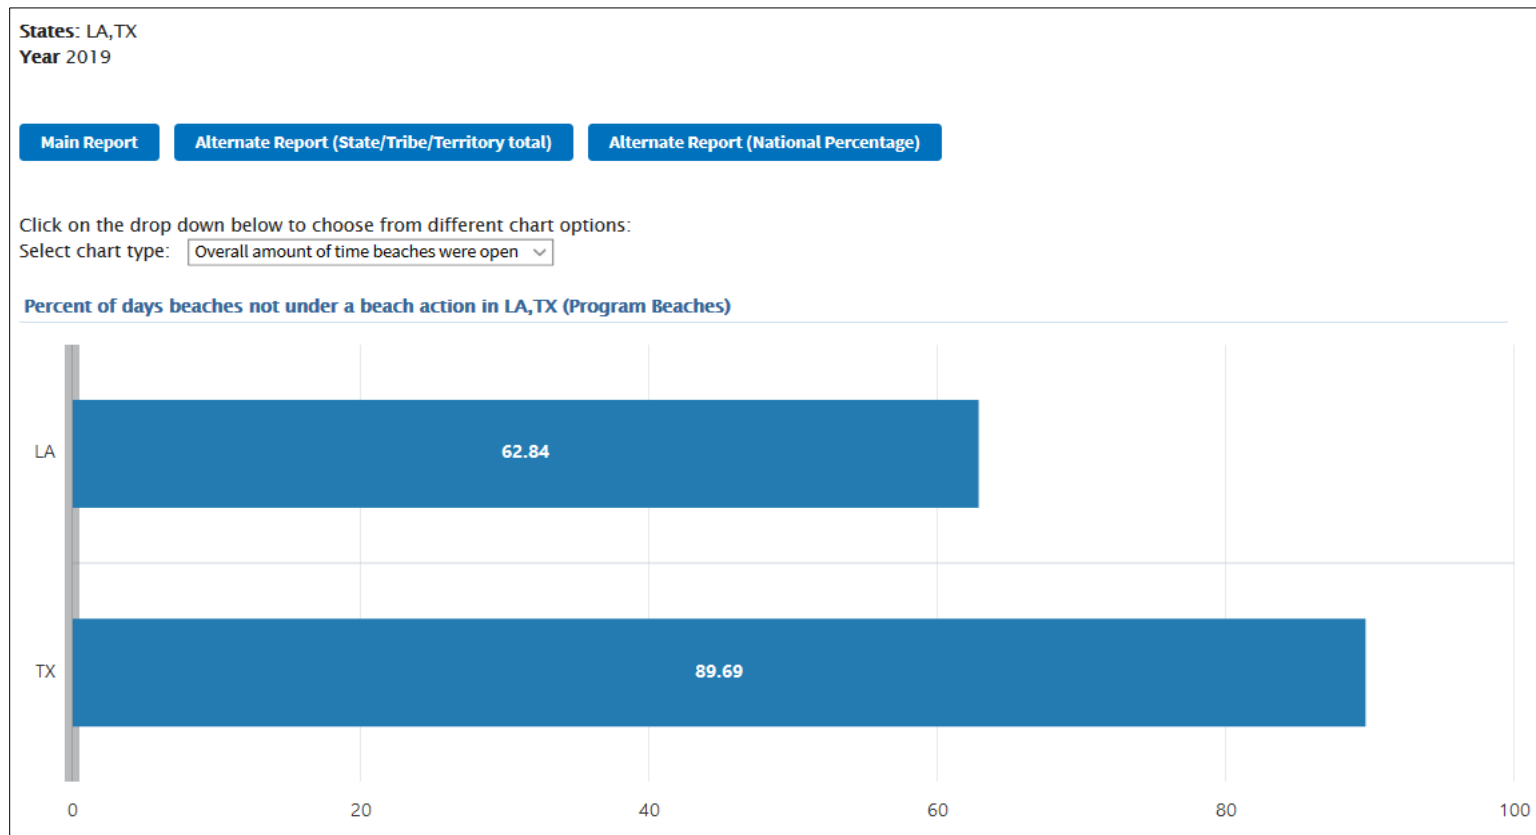 States: LA,TX
Year 2019
Main Report Alternate Report (State/Tribe/Territory total) Alternate Report (National Percentage)
Click on the drop down below to choose from different chart options:
Select chart type: Overall amount of time beaches were open
Percent of days beaches not under a beach action in LA,TX (Program Beaches)
LA 62.84
TX 89.69
0 20 40 60 80 100